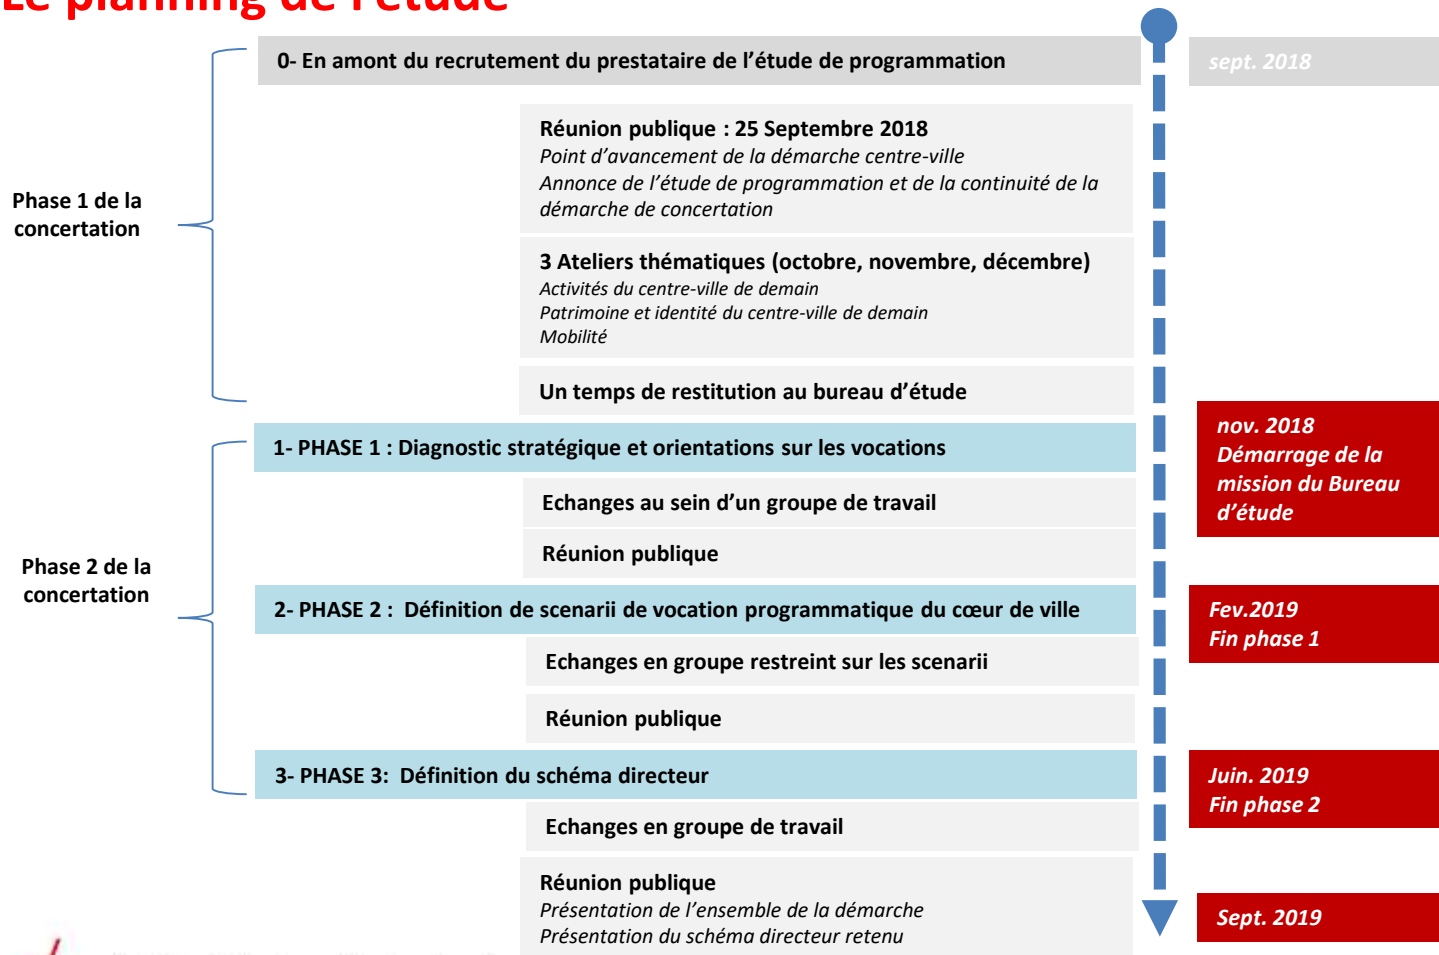 Le planning de l'étude
0- En amont du recrutement du prestataire de l’étude de programmation
sept. 2018
Réunion publique : 25 Septembre 2018
Point d’avancement de la démarche centre-ville
Annonce de l’étude de programmation et de la continuité de la
démarche de concertation
Phase 1 de la
concertation
3 Ateliers thématiques (octobre, novembre, décembre)
Activités du centre-ville de demain
Patrimoine et identité du centre-ville de demain
Mobilité
Un temps de restitution au bureau d’étude
1- PHASE 1 : Diagnostic stratégique et orientations sur les vocations
nov. 2018
Démarrage de la
mission du Bureau
d’étude
Echanges au sein d’un groupe de travail
Réunion publique
Phase 2 de la
concertation
2- PHASE 2 : Définition de scenarii de vocation programmatique du cœur de ville
Fev.2019
Fin phase 1
Echanges en groupe restreint sur les scenarii
Réunion publique
3- PHASE 3: Définition du schéma directeur
Juin. 2019
Fin phase 2
Echanges en groupe de travail
Réunion publique
Présentation de l’ensemble de la démarche
Présentation du schéma directeur retenu
Sept. 2019